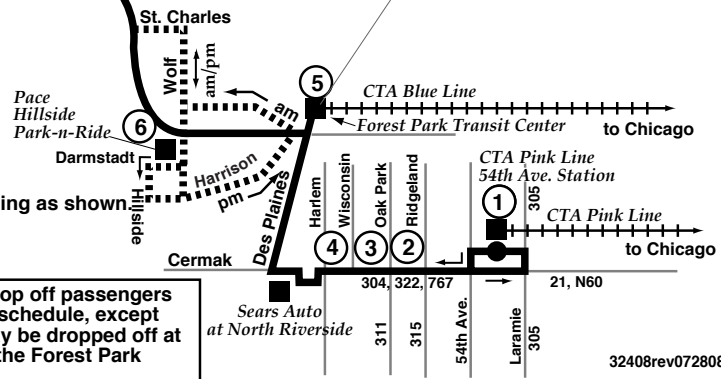 St. Charles
Wolf
am/pm
am
5
CTA Blue Line
Pace
Hillside
Park-n-Ride
6
Forest Park Transit Center
to Chicago
Darmstadt
Harrison
pm
Hillside
ing as shown.
Des Plaines
Harlem
Wisconsin
Oak Park
Ridgeland
CTA Pink Line
54th Ave. Station
1
305
CTA Pink Line
to Chicago
4
3
2
Cermak
304, 322, 767
21, N60
op off passengers
schedule, except
y be dropped off at
the Forest Park
Sears Auto
at North Riverside
311
315
54th Ave.
Laramie
305
32408rev072808